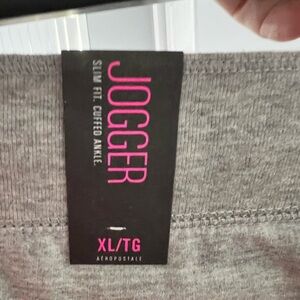 JOGGER
SLIM FIT. CUFFED ANKLE.
XL/TG
AÉROPOSTALE